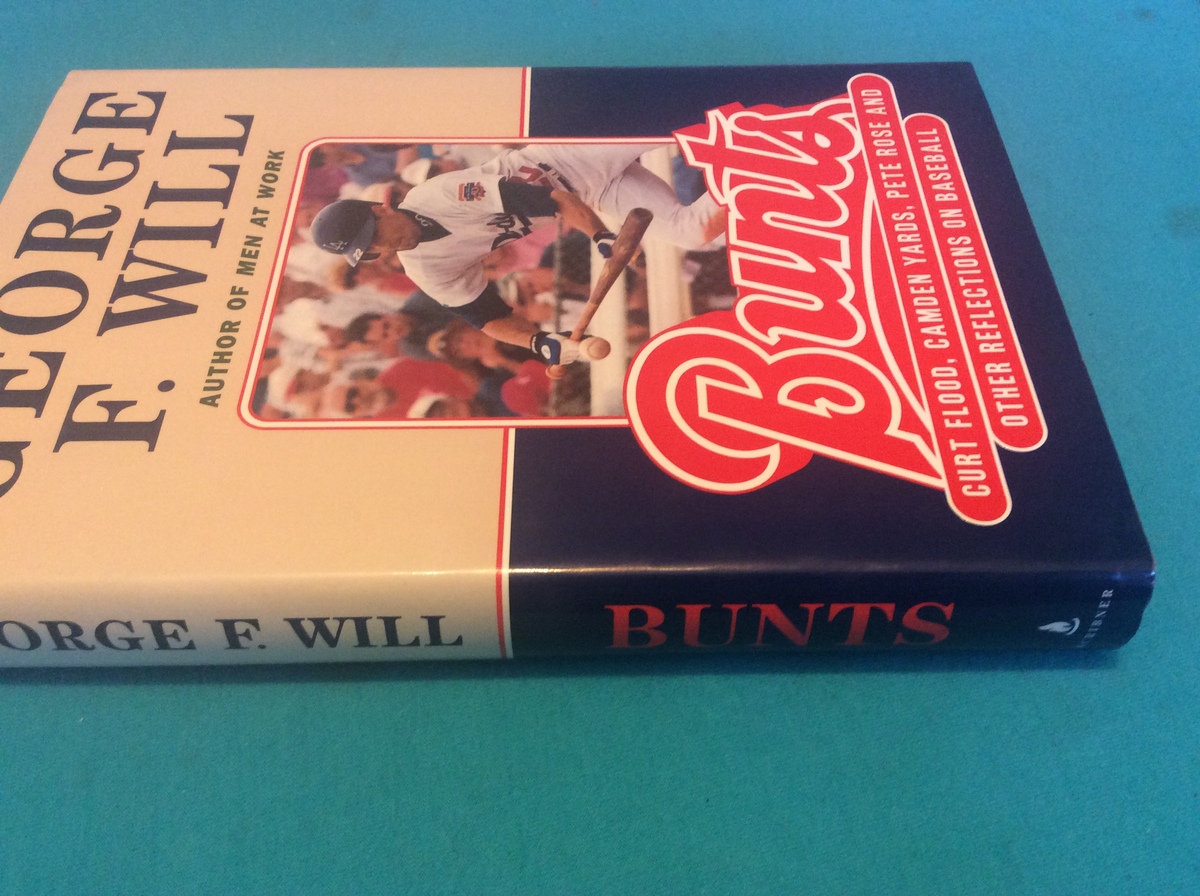 GEORGE
F. WILL
AUTHOR OF MEN AT WORK
Bunts
CURT FLOOD, CAMDEN YARDS, PETE ROSE AND
OTHER REFLECTIONS ON BASEBALL
ORGE F. WILL
BUNTS
SCRIBNER